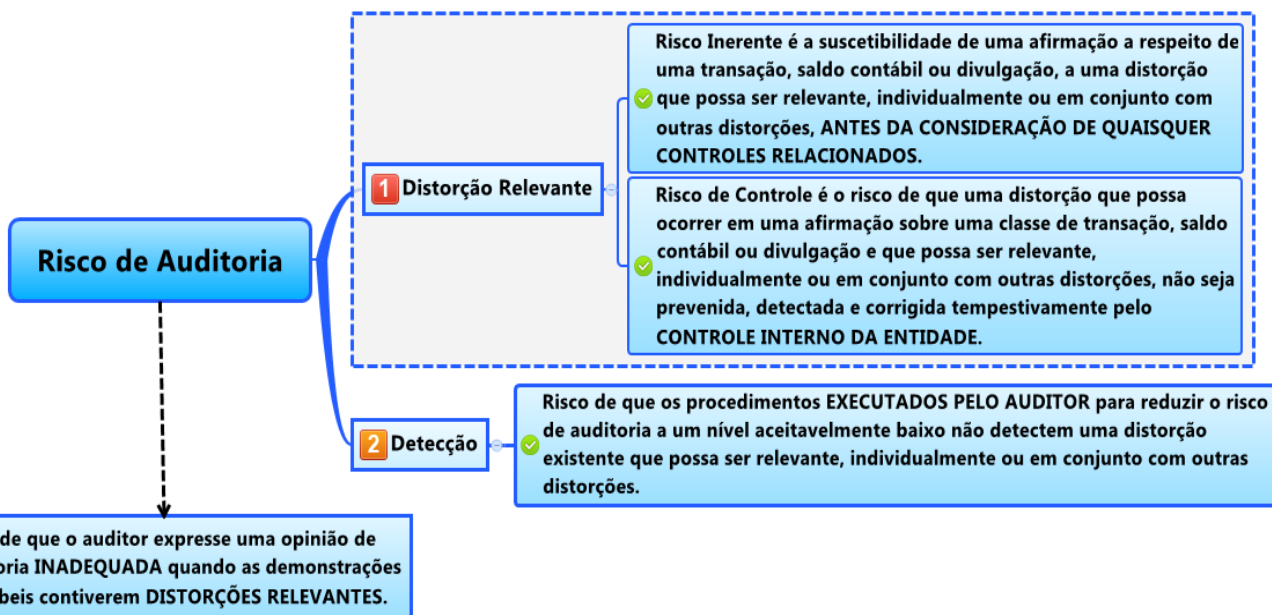 Risco de Auditoria
1 Distorção Relevante
Risco Inerente é a suscetibilidade de uma afirmação a respeito de
uma transação, saldo contábil ou divulgação, a uma distorção
que possa ser relevante, individualmente ou em conjunto com
outras distorções, ANTES DA CONSIDERAÇÃO DE QUAISQUER
CONTROLES RELACIONADOS.
Risco de Controle é o risco de que uma distorção que possa
ocorrer em uma afirmação sobre uma classe de transação, saldo
contábil ou divulgação e que possa ser relevante,
individualmente ou em conjunto com outras distorções, não seja
prevenida, detectada e corrigida tempestivamente pelo
CONTROLE INTERNO DA ENTIDADE.
2 Detecção
Risco de que os procedimentos EXECUTADOS PELO AUDITOR para reduzir o risco
de auditoria a um nível aceitavelmente baixo não detectem uma distorção
existente que possa ser relevante, individualmente ou em conjunto com outras
distorções.
de que o auditor expresse uma opinião de
oria INADEQUADA quando as demonstrações
beis contiverem DISTORÇÕES RELEVANTES.